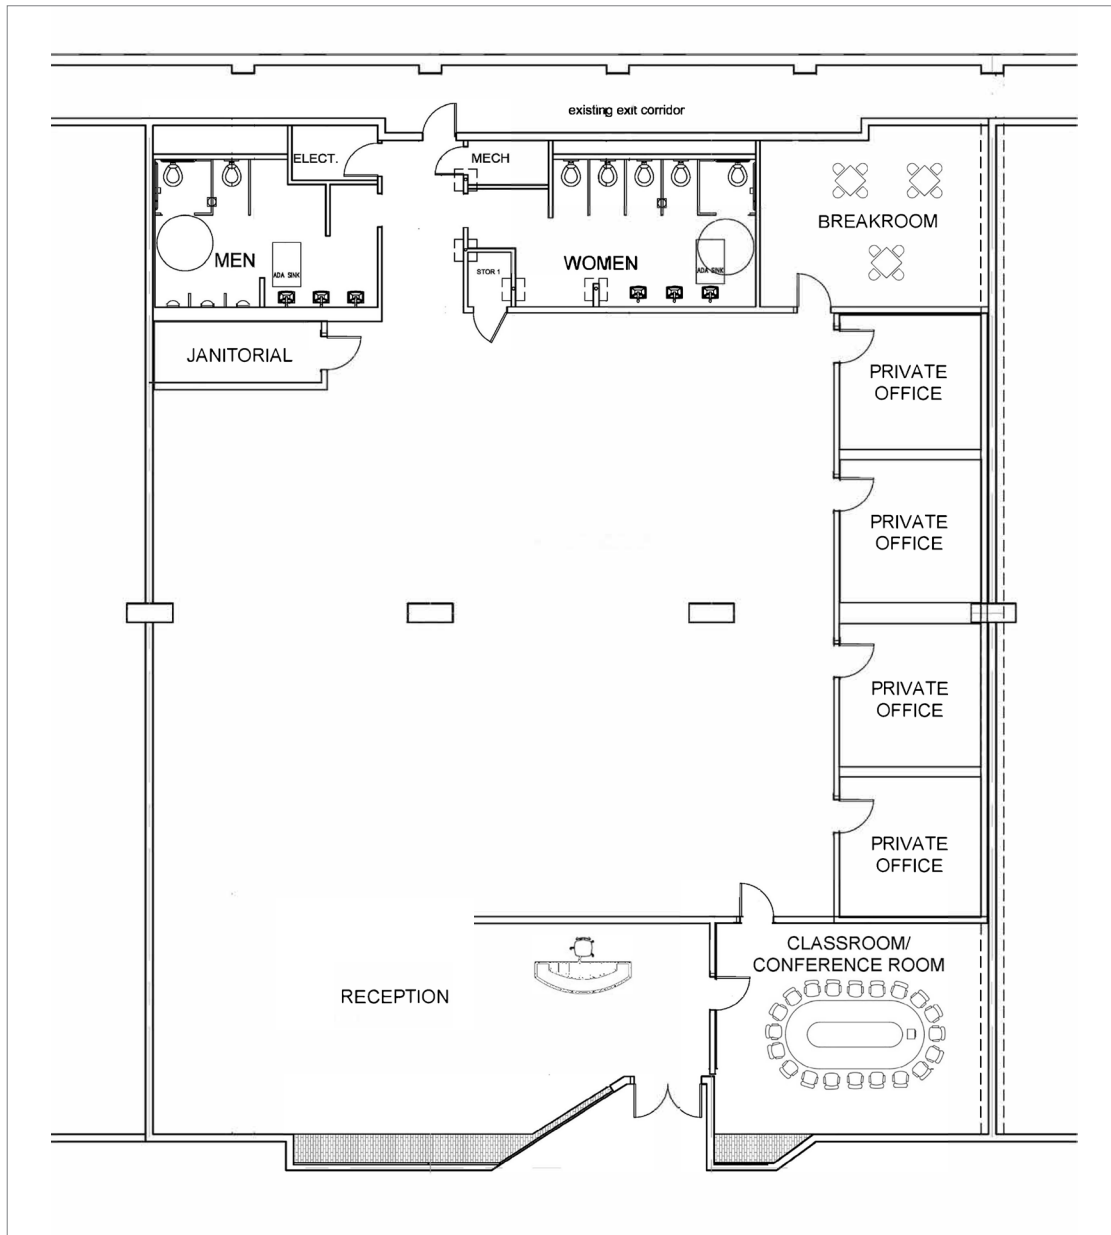 existing exit corridor
ELECT.
MECH
BREAKROOM
MEN
ADA SINK
STOR 1
WOMEN
ADA SINK
JANITORIAL
PRIVATE
OFFICE
PRIVATE
OFFICE
PRIVATE
OFFICE
PRIVATE
OFFICE
CLASSROOM/
CONFERENCE ROOM
RECEPTION